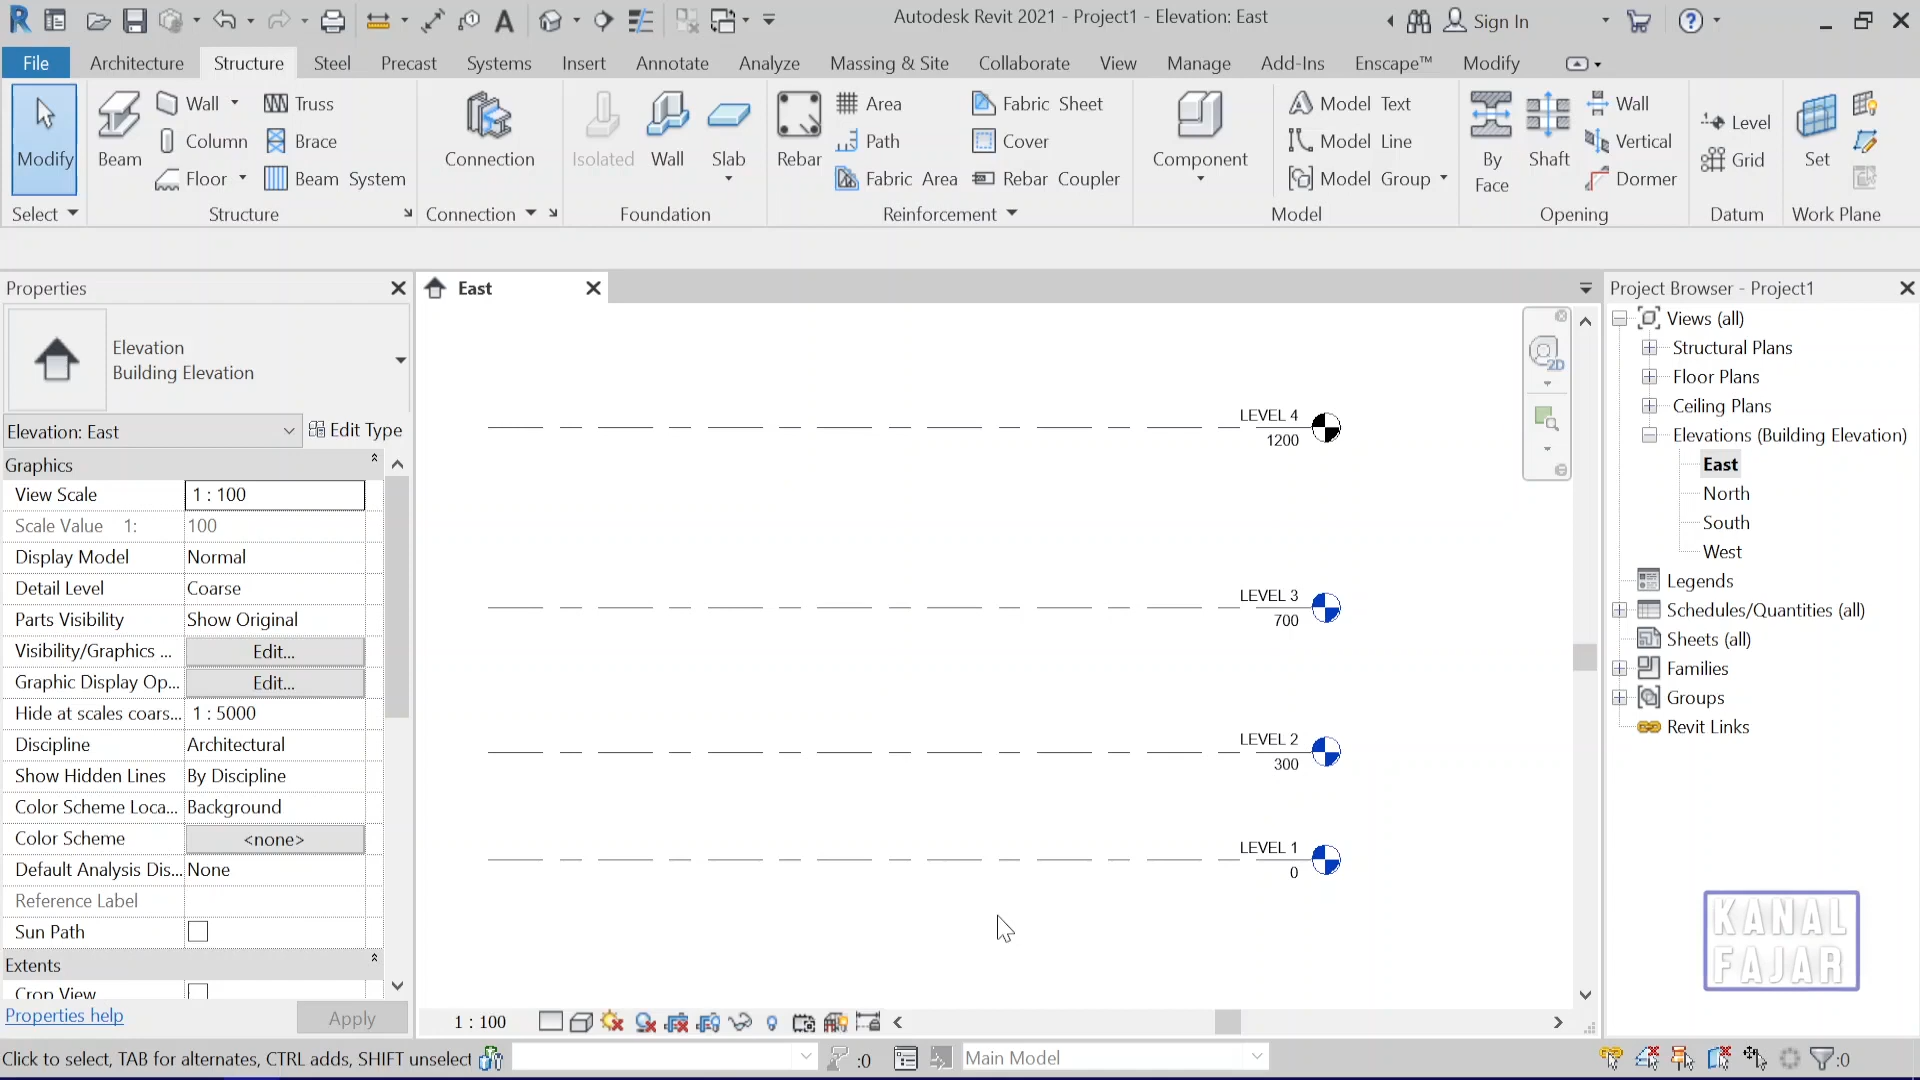 Autodesk Revit 2021 - Project1 - Elevation: East
Sign In
File Architecture Structure Steel Precast Systems Insert Annotate Analyze Massing & Site Collaborate View Manage Add-Ins Enscape™ Modify
Modify
Select
Beam
Wall
Column
Floor
Truss
Brace
Beam System
Structure
Connection
Connection
Isolated
Wall
Slab
Foundation
Rebar
Area
Path
Fabric Area
Fabric Sheet
Cover
Rebar Coupler
Reinforcement
Component
Model Text
Model Line
Model Group
Model
By
Face
Shaft
Wall
Vertical
Dormer
Opening
Level
Grid
Datum
Set
Work Plane
Properties
Elevation
Building Elevation
Elevation: East
Edit Type
Graphics
View Scale 1 : 100
Scale Value 1: 100
Display Model Normal
Detail Level Coarse
Parts Visibility Show Original
Visibility/Graphics ... Edit...
Graphic Display Op... Edit...
Hide at scales coars... 1 : 5000
Discipline Architectural
Show Hidden Lines By Discipline
Color Scheme Loca... Background
Color Scheme <none>
Default Analysis Dis... None
Reference Label
Sun Path
Extents
Crop View
Properties help
Apply
East
2D
LEVEL 4
1200
LEVEL 3
700
LEVEL 2
300
LEVEL 1
0
1 : 100
Project Browser - Project1
Views (all)
Structural Plans
Floor Plans
Ceiling Plans
Elevations (Building Elevation)
East
North
South
West
Legends
Schedules/Quantities (all)
Sheets (all)
Families
Groups
Revit Links
KANAL
FAJAR
Click to select, TAB for alternates, CTRL adds, SHIFT unselect
:0
Main Model
:0